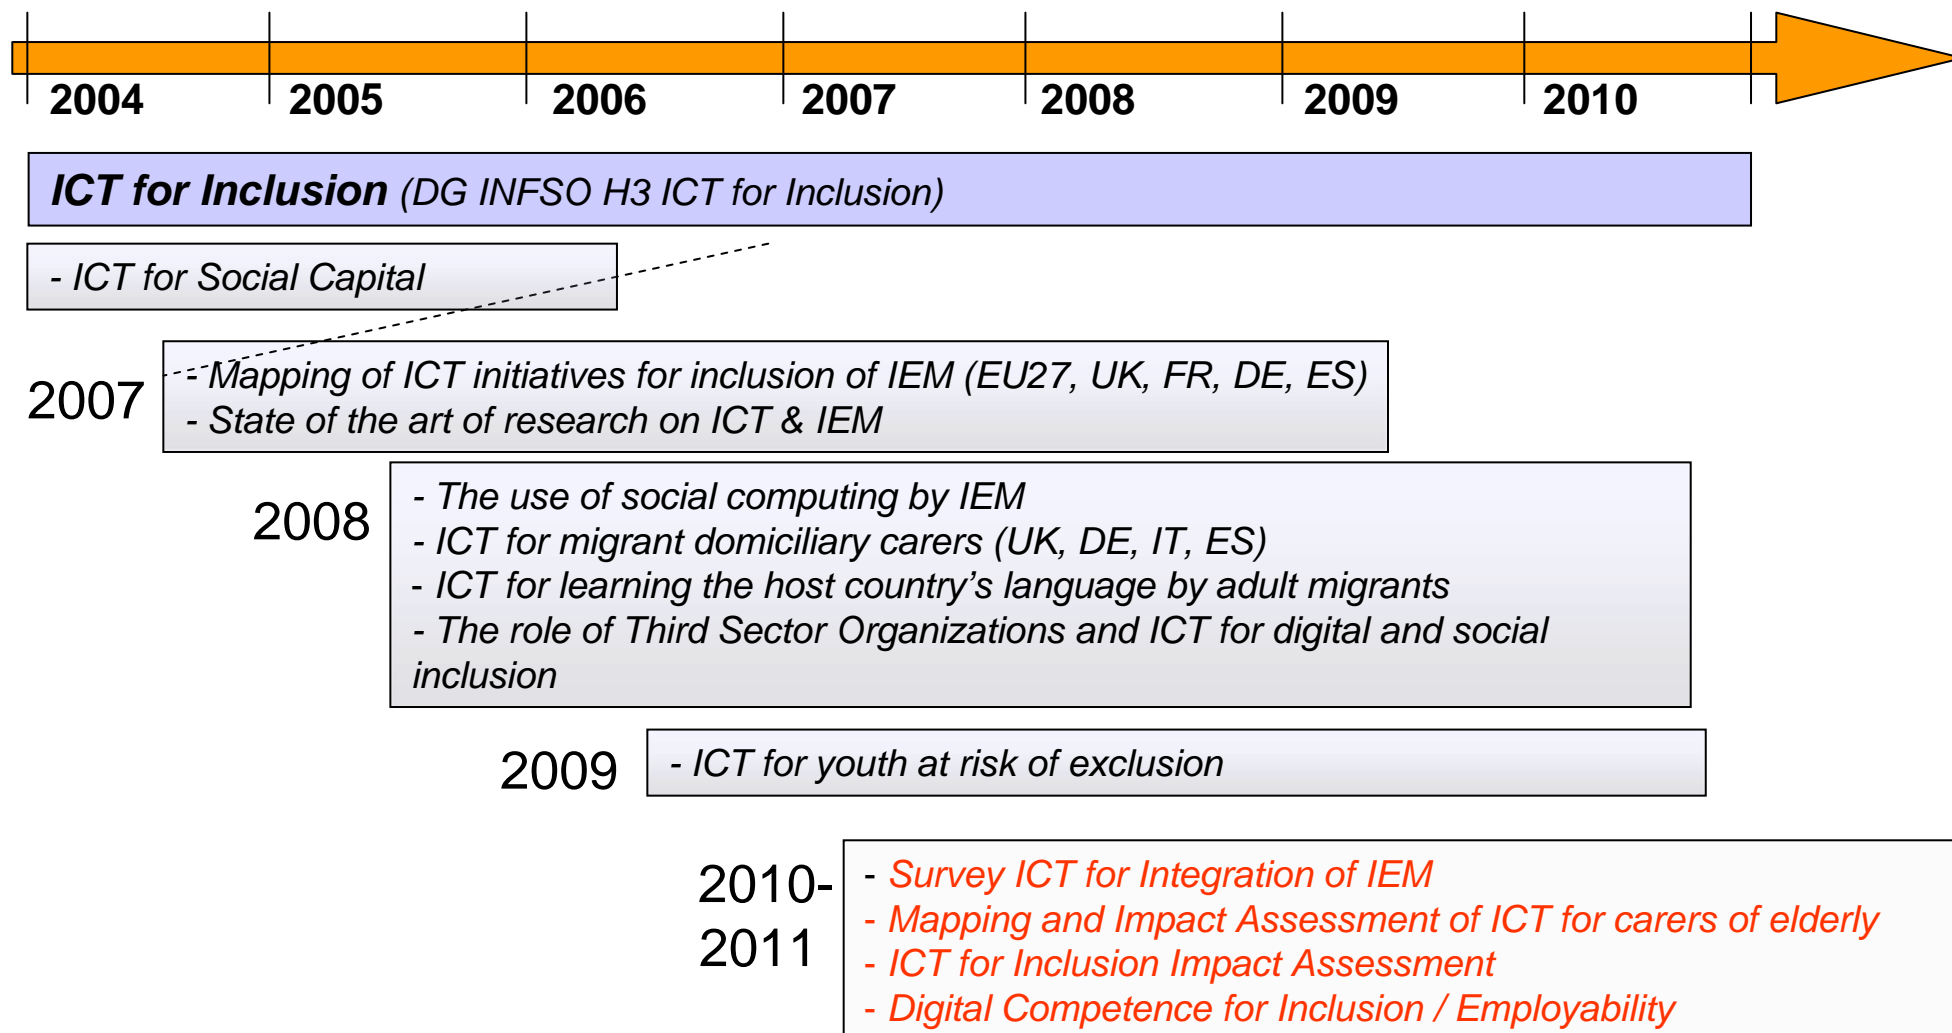 2004 2005 2006 2007 2008 2009 2010
ICT for Inclusion (DG INFSO H3 ICT for Inclusion)
- ICT for Social Capital
2007
- Mapping of ICT initiatives for inclusion of IEM (EU27, UK, FR, DE, ES)
- State of the art of research on ICT & IEM
2008
- The use of social computing by IEM
- ICT for migrant domiciliary carers (UK, DE, IT, ES)
- ICT for learning the host country’s language by adult migrants
- The role of Third Sector Organizations and ICT for digital and social
inclusion
2009
- ICT for youth at risk of exclusion
2010-
2011
- Survey ICT for Integration of IEM
- Mapping and Impact Assessment of ICT for carers of elderly
- ICT for Inclusion Impact Assessment
- Digital Competence for Inclusion / Employability